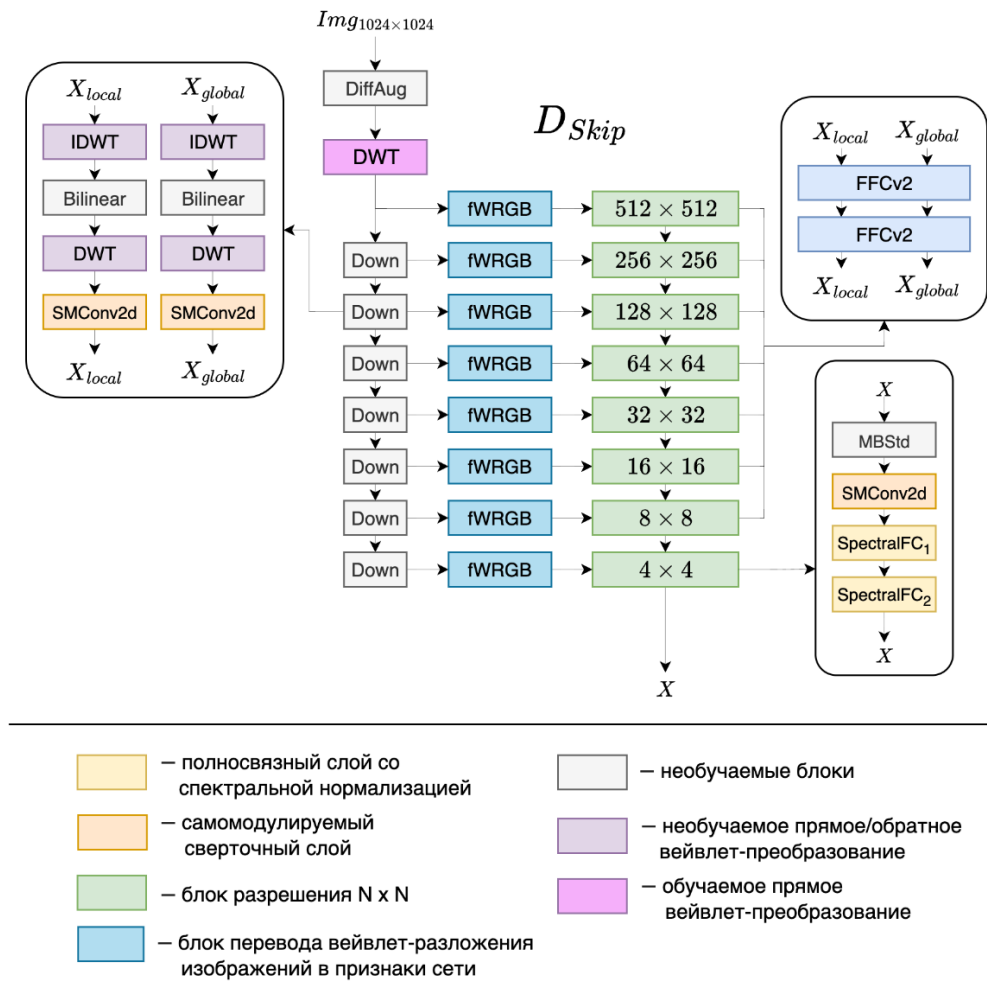 Img1024×1024
DiffAug
DWT
DSkip
Xlocal Xglobal
IDWT IDWT
Bilinear Bilinear
DWT DWT
SMConv2d SMConv2d
Xlocal Xglobal
fWRGB 512 × 512
Down fWRGB 256 × 256
Down fWRGB 128 × 128
Down fWRGB 64 × 64
Down fWRGB 32 × 32
Down fWRGB 16 × 16
Down fWRGB 8 × 8
Down fWRGB 4 × 4
X
Xlocal Xglobal
FFCv2
FFCv2
Xlocal Xglobal
X
MBStd
SMConv2d
SpectralFC1
SpectralFC2
X
– полносвязный слой со
спектральной нормализацией
– самомодулируемый
сверточный слой
– блок разрешения N x N
– блок перевода вейвлет-разложения
изображений в признаки сети
– необучаемые блоки
– необучаемое прямое/обратное
вейвлет-преобразование
– обучаемое прямое
вейвлет-преобразование